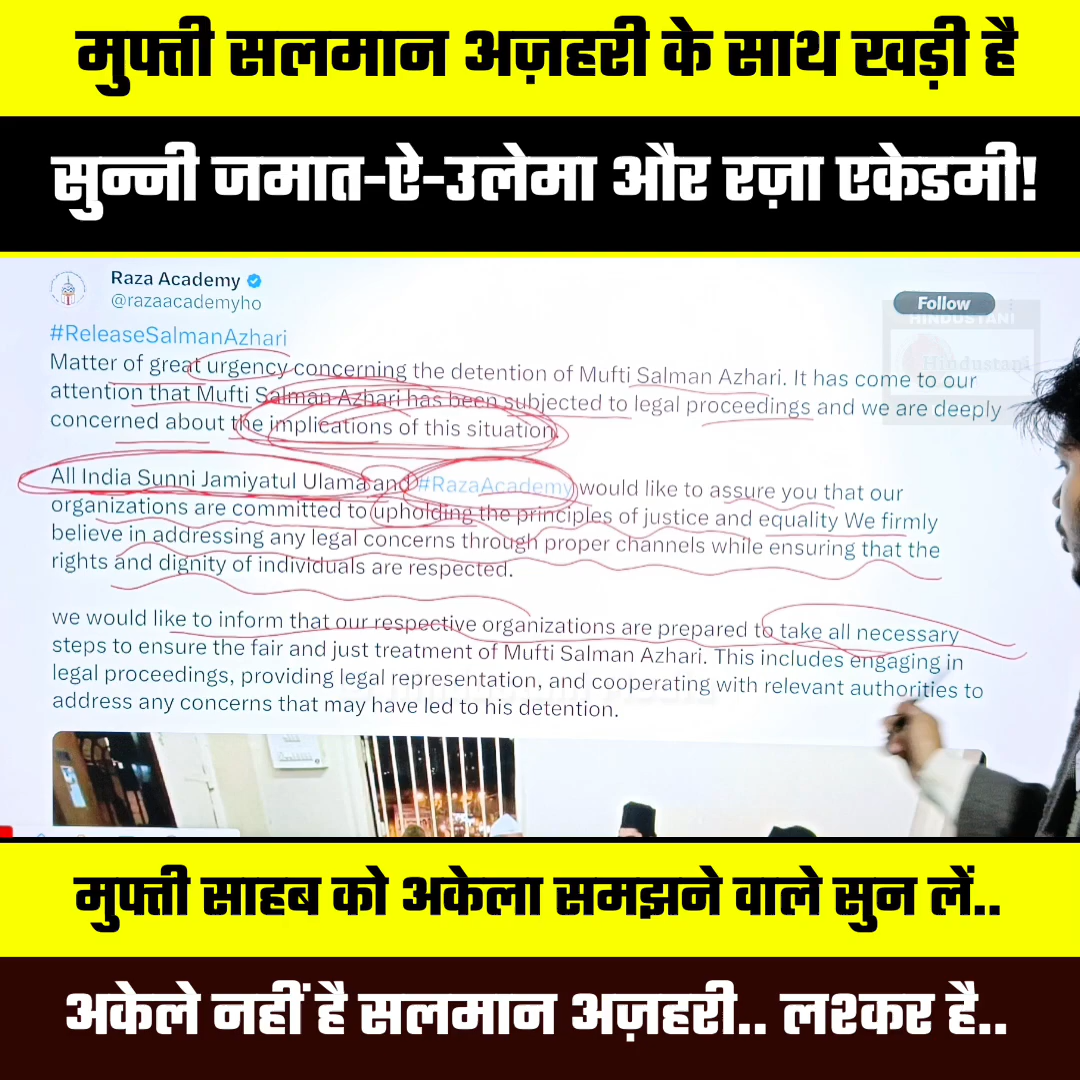 मुफ्ती सलमान अज़हरी के साथ खड़ी है
सुन्नी जमात-ऐ-उलेमा और रज़ा एकेडमी!
Raza Academy
@razaacademyho
Follow
HINDUSTANI
Hindustani
#ReleaseSalmanAzhari
Matter of great urgency concerning the detention of Mufti Salman Azhari. It has come to our
attention that Mufti Salman Azhari has been subjected to legal proceedings and we are deeply
concerned about the implications of this situation.
All India Sunni Jamiyatul Ulama and #RazaAcademy would like to assure you that our
organizations are committed to upholding the principles of justice and equality We firmly
believe in addressing any legal concerns through proper channels while ensuring that the
rights and dignity of individuals are respected.
we would like to inform that our respective organizations are prepared to take all necessary
steps to ensure the fair and just treatment of Mufti Salman Azhari. This includes engaging in
legal proceedings, providing legal representation, and cooperating with relevant authorities to
address any concerns that may have led to his detention.
मुफ्ती साहब को अकेला समझने वाले सुन लें..
अकेले नहीं है सलमान अज़हरी.. लश्कर है..